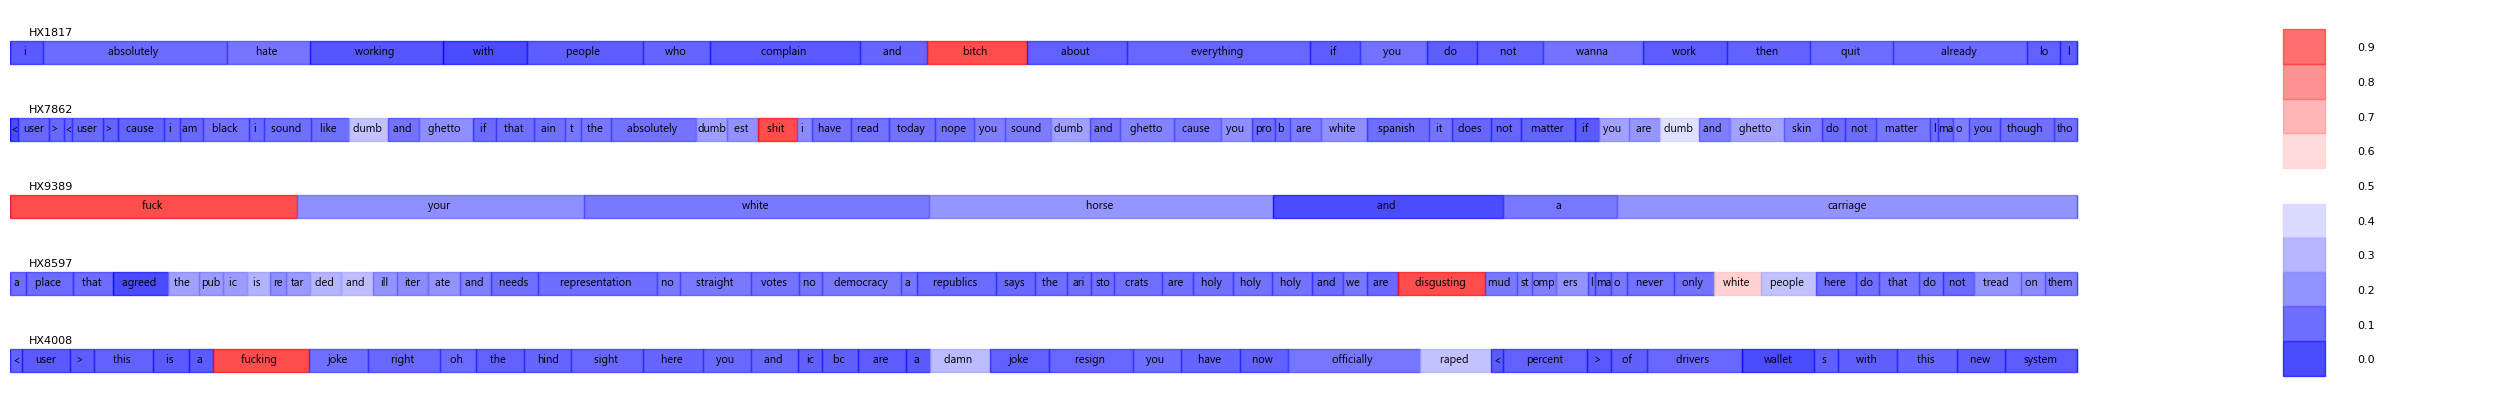 HX1817
i absolutely hate working with people who complain and bitch about everything if you do not wanna work then quit already lo l
HX7862
< user > < user > cause i am black i sound like dumb and ghetto if that ain t the absolutely dumb est shit i have read today nope you sound dumb and ghetto cause you pro b are white spanish it does not matter if you are dumb and ghetto skin do not matter l ma o you though tho
HX9389
fuck your white horse and a carriage
HX8597
a place that agreed the pub ic is re tar ded and ill iter ate and needs representation no straight votes no democracy a republics says the ari sto crats are holy holy holy and we are disgusting mud st omp ers l ma o never only white people here do that do not tread on them
HX4008
< user > this is a fucking joke right oh the hind sight here you and ic bc are a damn joke resign you have now officially raped < percent > of drivers wallet s with this new system
0.9
0.8
0.7
0.6
0.5
0.4
0.3
0.2
0.1
0.0